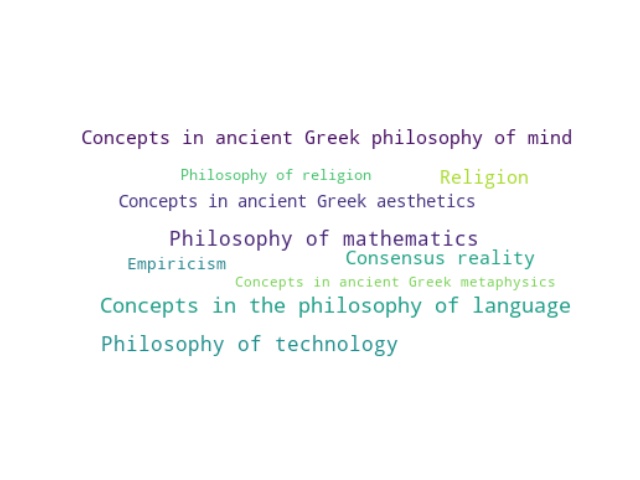 Concepts in ancient Greek philosophy of mind
Philosophy of religion
Religion
Concepts in ancient Greek aesthetics
Philosophy of mathematics
Consensus reality
Empiricism
Concepts in ancient Greek metaphysics
Concepts in the philosophy of language
Philosophy of technology